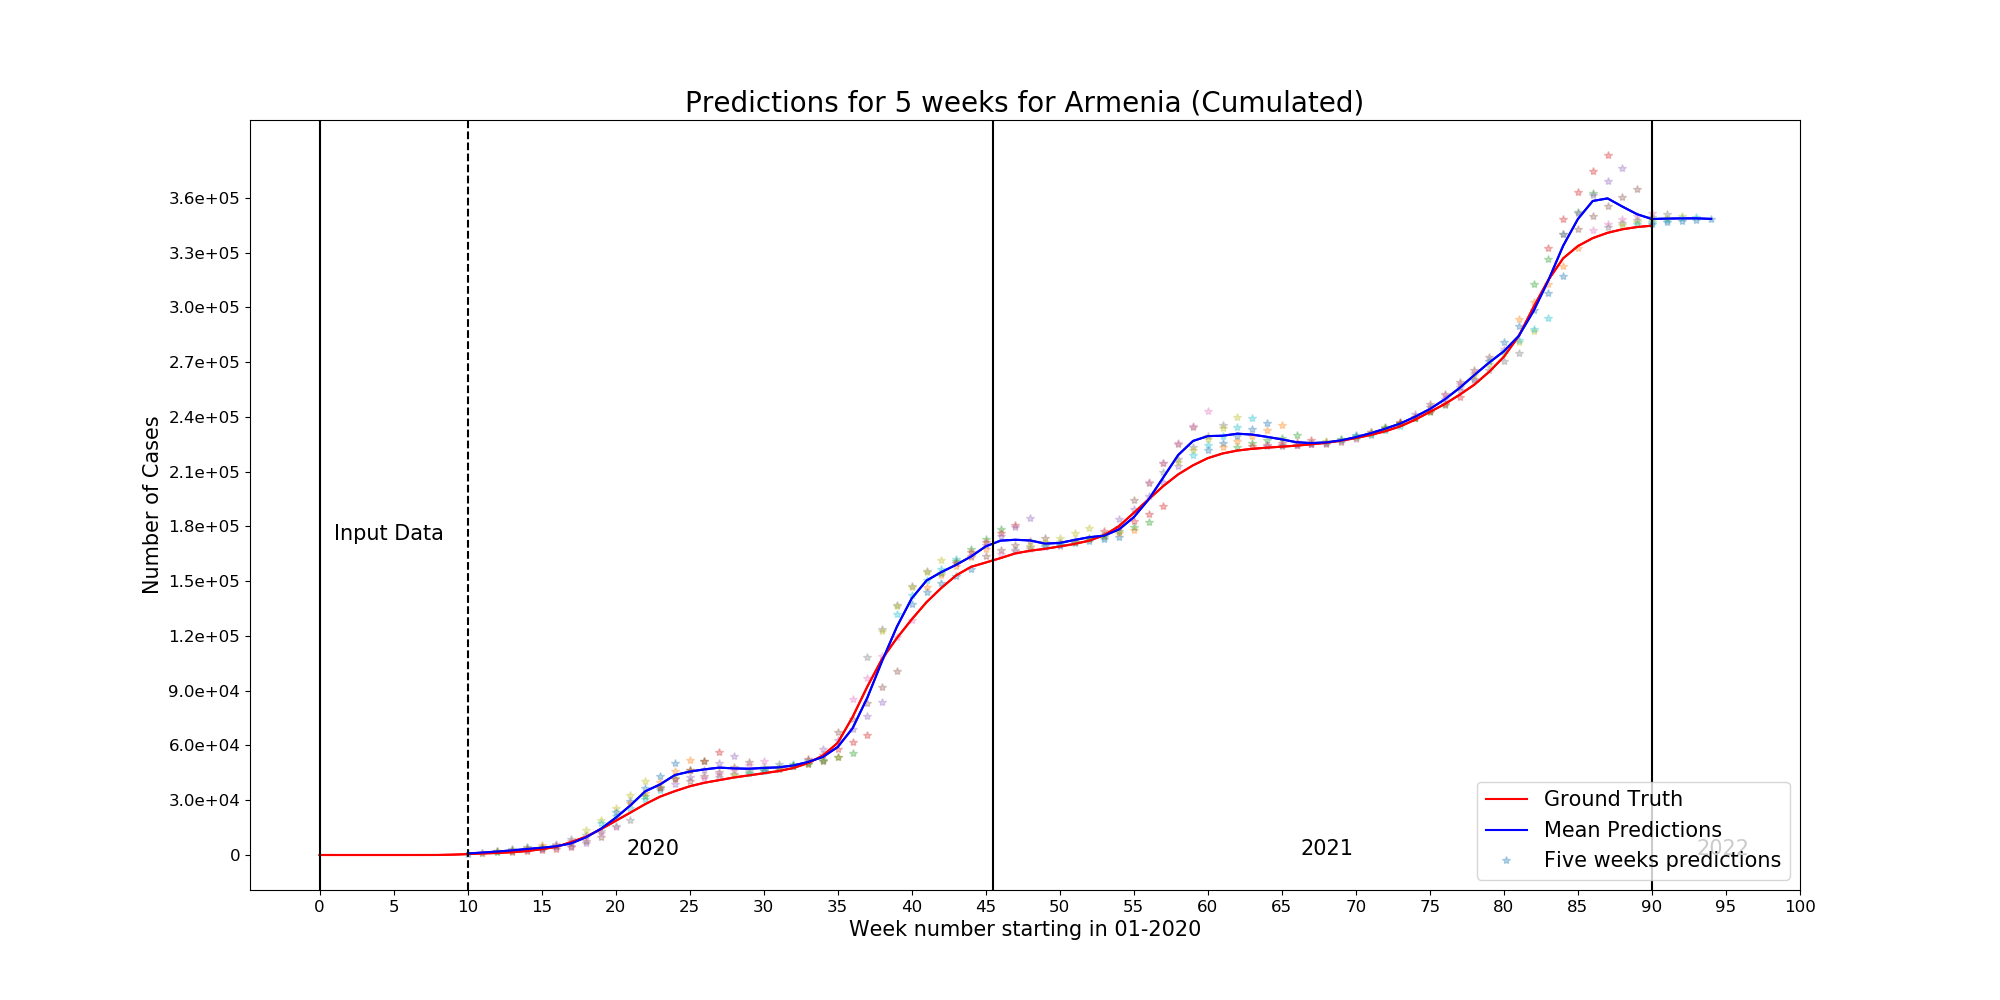 Predictions for 5 weeks for Armenia (Cumulated)
Number of Cases
3.6e+05
3.3e+05
3.0e+05
2.7e+05
2.4e+05
2.1e+05
1.8e+05
1.5e+05
1.2e+05
9.0e+04
6.0e+04
3.0e+04
0
Input Data
2020
2021
2022
Ground Truth
Mean Predictions
Five weeks predictions
0 5 10 15 20 25 30 35 40 45 50 55 60 65 70 75 80 85 90 95 100
Week number starting in 01-2020